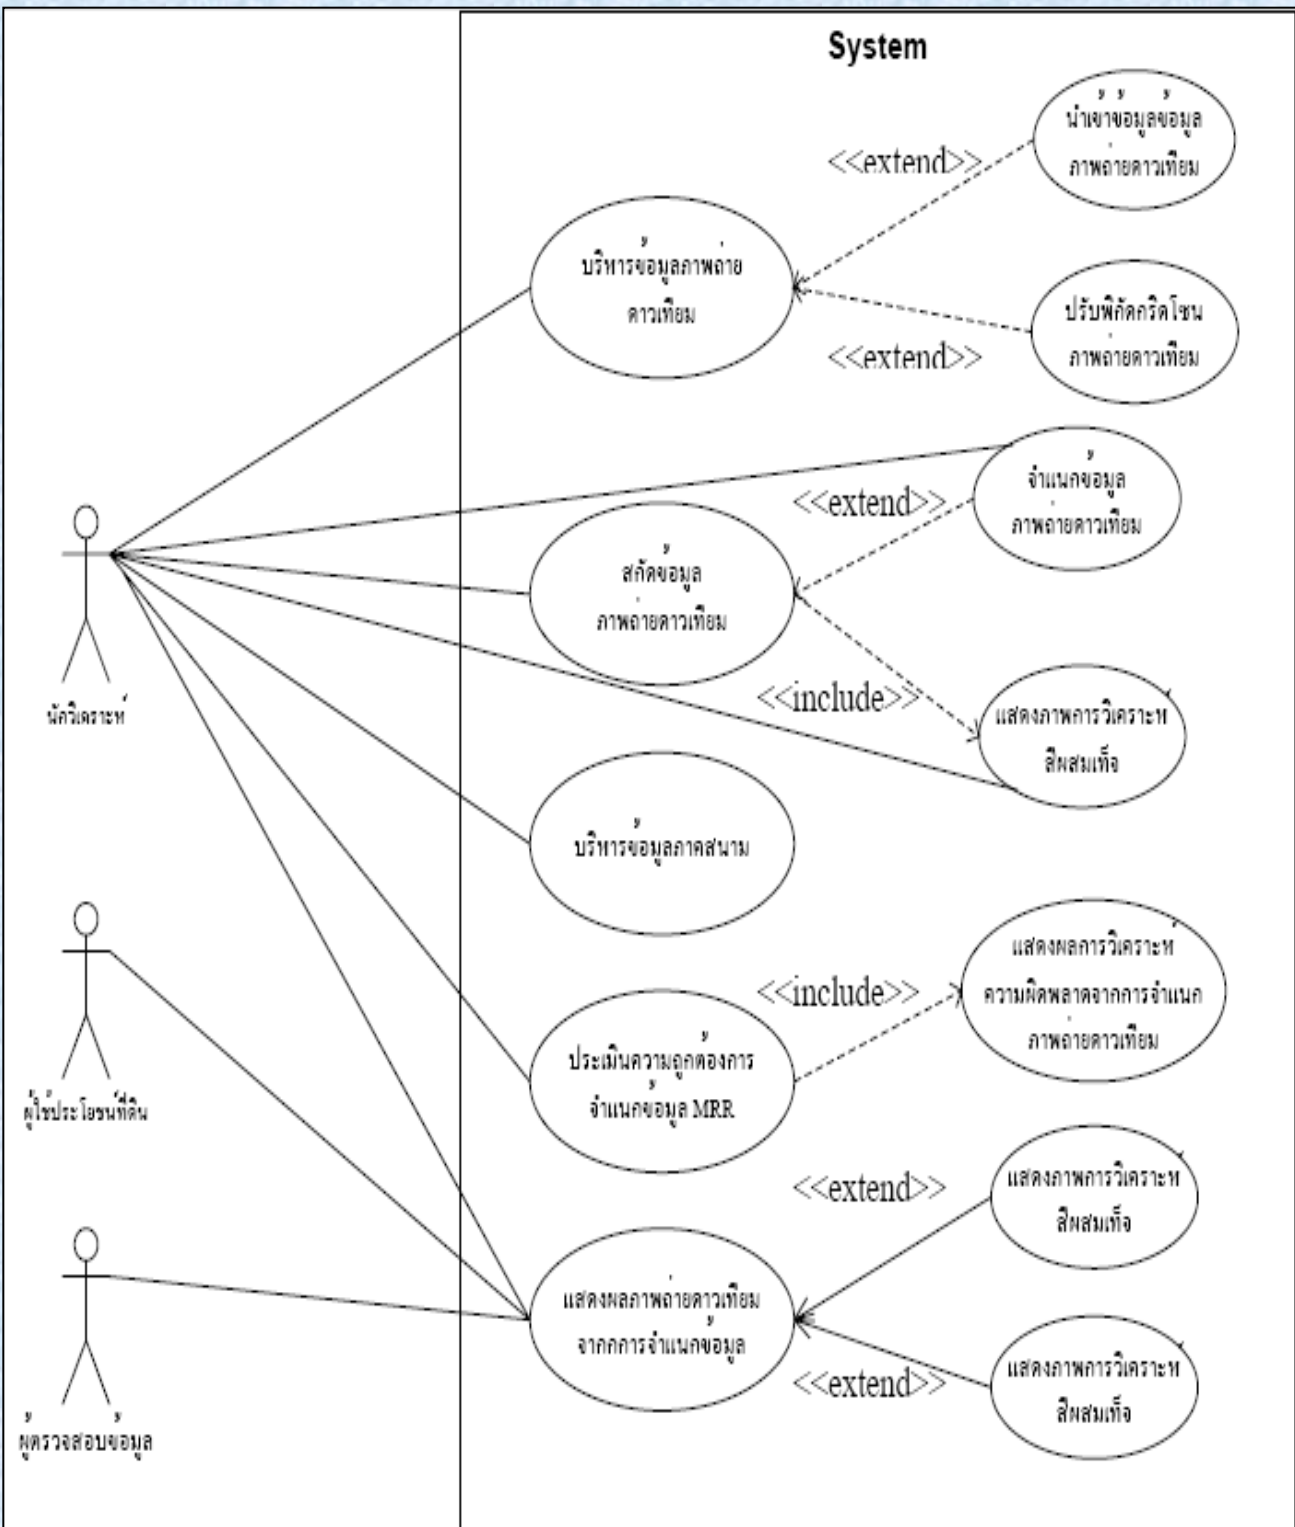 System
นำเข้าข้อมูลข้อมูล
ภาพถ่ายดาวเทียม
<<extend>>
บริหารข้อมูลภาพถ่าย
ดาวเทียม
ปรับพิกัดกริดโซน
ภาพถ่ายดาวเทียม
<<extend>>
จำแนกข้อมูล
ภาพถ่ายดาวเทียม
<<extend>>
สกัดข้อมูล
ภาพถ่ายดาวเทียม
นักวิเคราะห์
<<include>>
แสดงภาพการวิเคราะห์
สีผสมเท็จ
บริหารข้อมูลภาคสนาม
แสดงผลการวิเคราะห์
ความผิดพลาดจากการจำแนก
ภาพถ่ายดาวเทียม
<<include>>
ประเมินความถูกต้องการ
จำแนกข้อมูล MRR
ผู้ใช้ประโยชน์ที่ดิน
<<extend>>
แสดงภาพการวิเคราะห์
สีผสมเท็จ
แสดงผลภาพถ่ายดาวเทียม
จากกการจำแนกข้อมูล
<<extend>>
แสดงภาพการวิเคราะห์
สีผสมเท็จ
ผู้ตรวจสอบข้อมูล